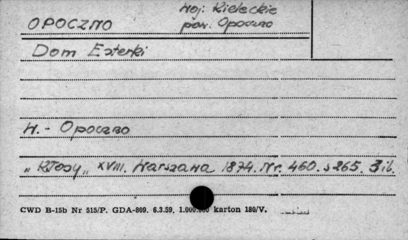 Woj: Kieleckie
OPOCZNO pow. Opoczno
Dom Esterki
W. - Opoczno
"Kłosy" XVIII. Warszawa 1874. Nr. 460. s 265. 3 il.
CWD B-15b Nr 515/P. GDA-809. 6.3.59. 1.000.000 karton 180/V.